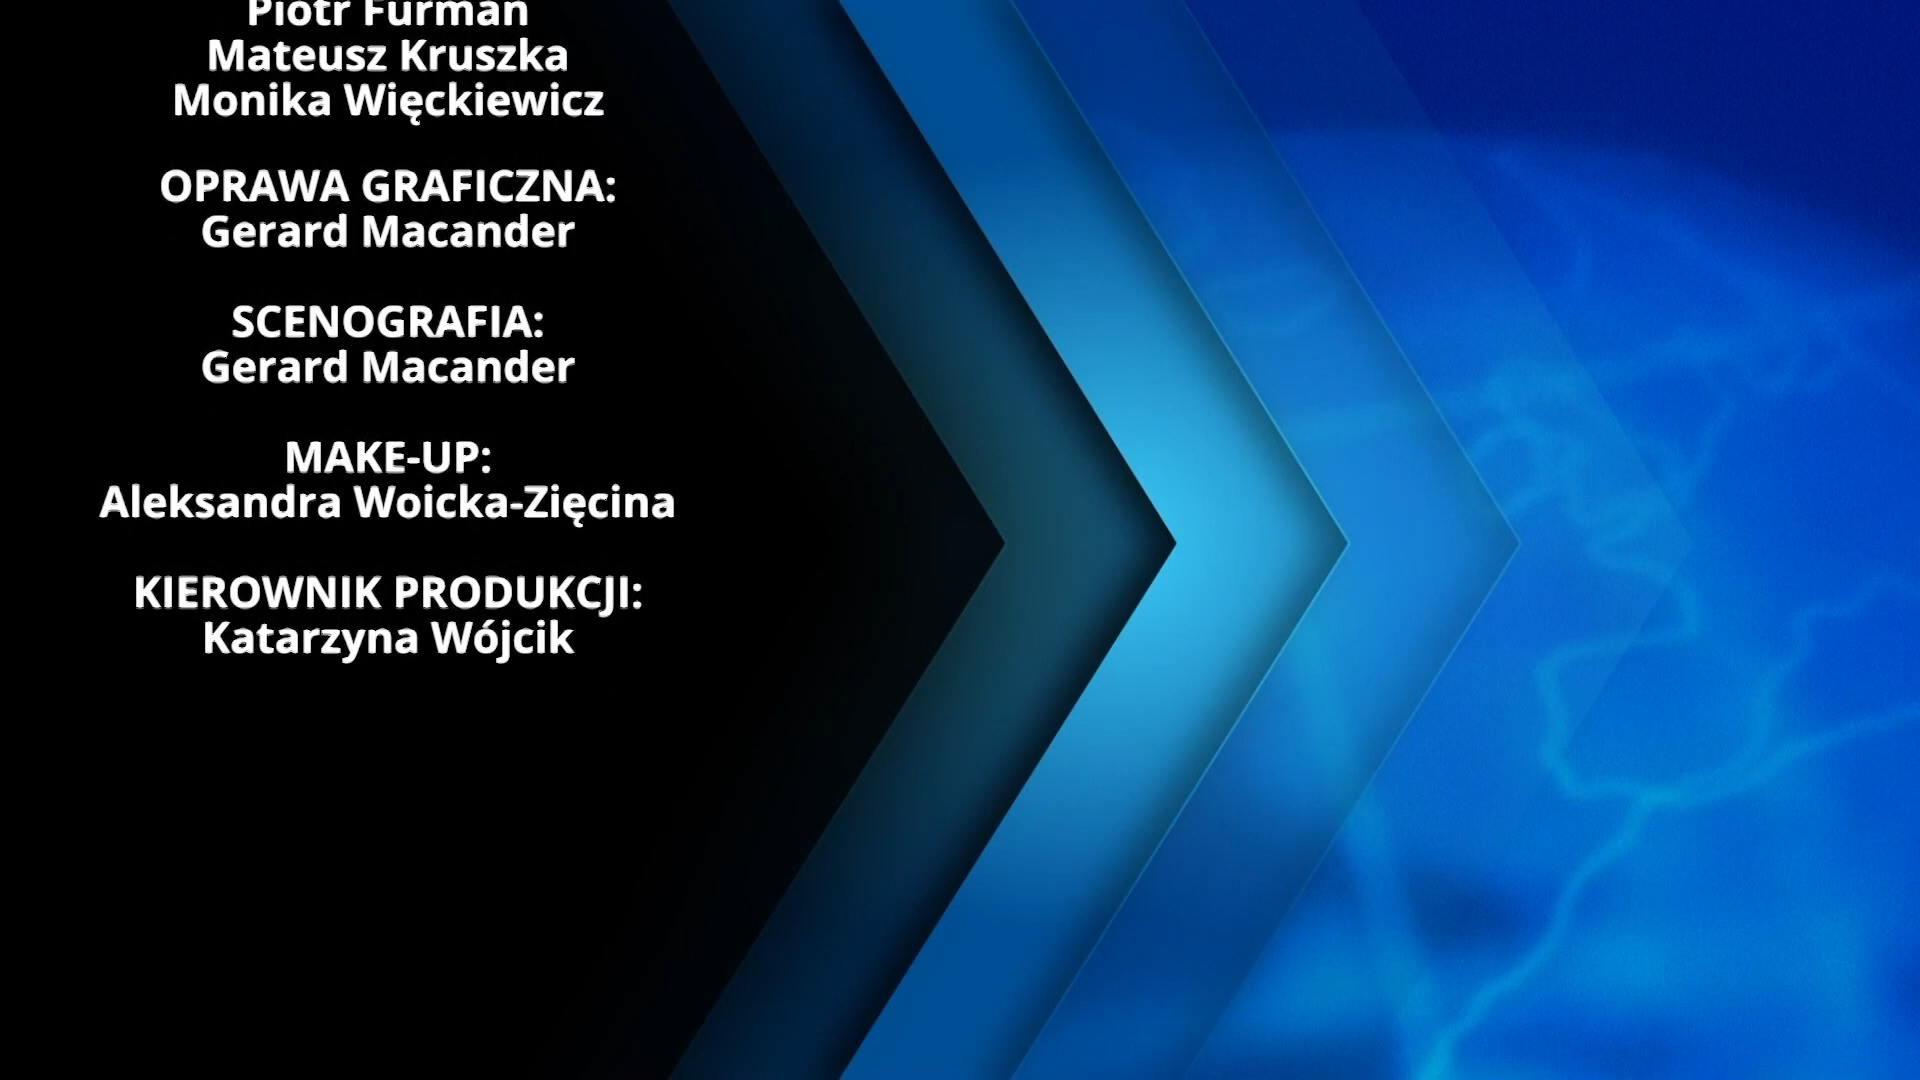 Piotr Furman
Mateusz Kruszka
Monika Więckiewicz
OPRAWA GRAFICZNA:
Gerard Macander
SCENOGRAFIA:
Gerard Macander
MAKE-UP:
Aleksandra Woicka-Zięcina
KIEROWNIK PRODUKCJI:
Katarzyna Wójcik